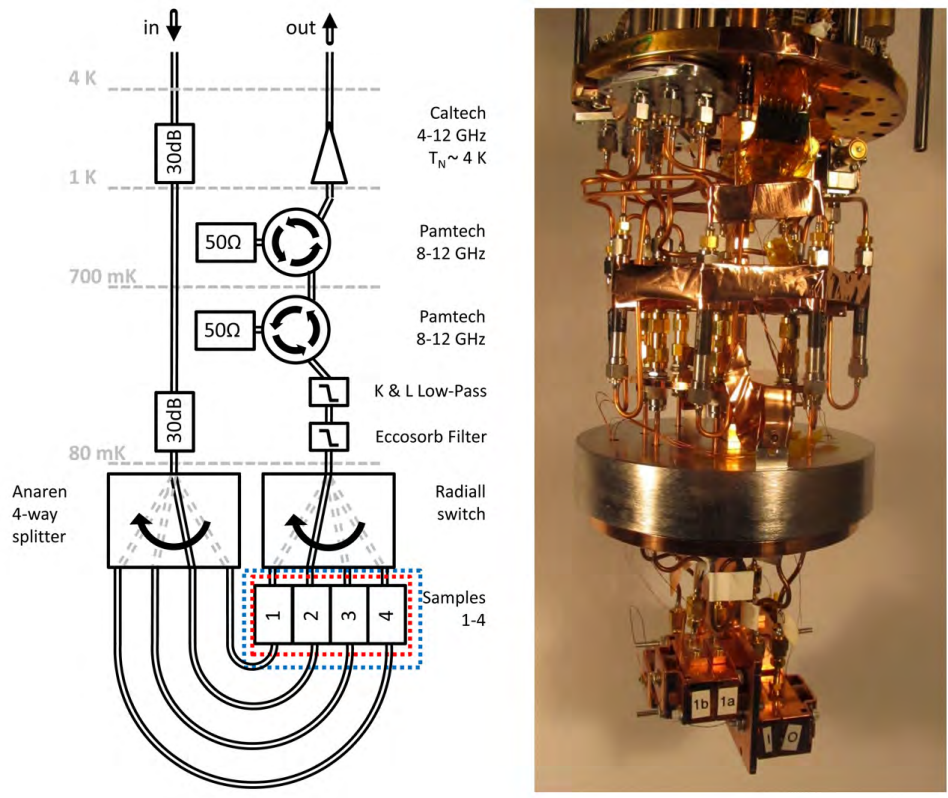 in
out
4 K
30dB
Caltech
4-12 GHz
T_N~ 4 K
1 K
50Ω
Pamtech
8-12 GHz
700 mK
50Ω
Pamtech
8-12 GHz
30dB
K & L Low-Pass
Eccosorb Filter
80 mK
Anaren
4-way
splitter
Radiall
switch
1
2
3
4
Samples
1-4
1b
1a
I
O